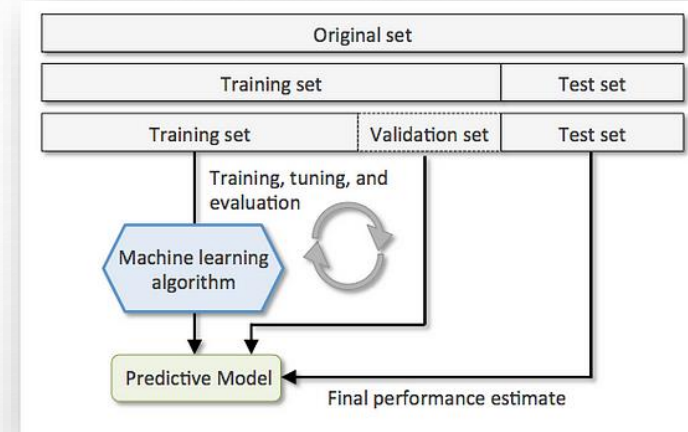 Original set
Training set
Test set
Training set
Validation set
Test set
Training, tuning, and
evaluation
Machine learning
algorithm
Predictive Model
Final performance estimate